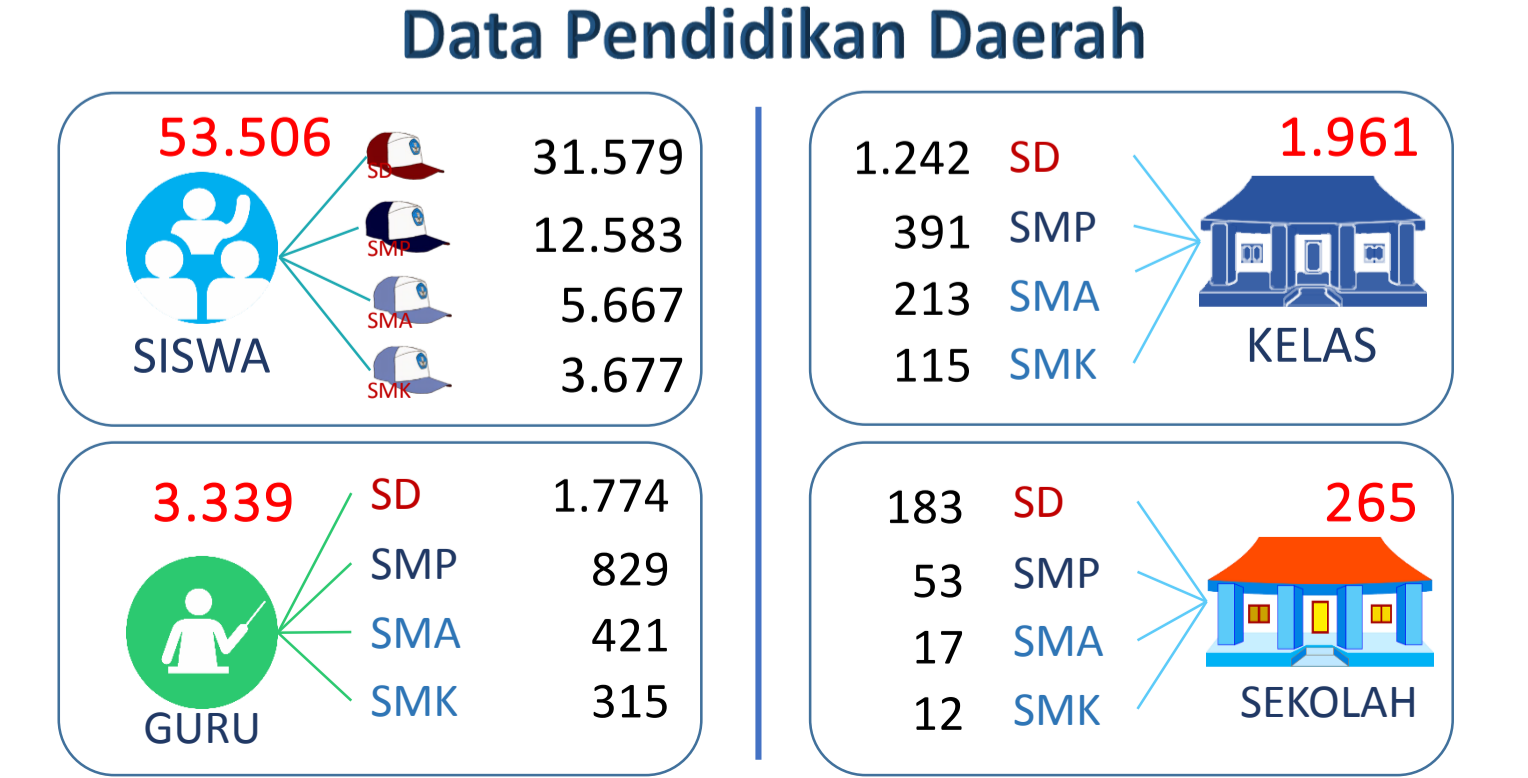 Data Pendidikan Daerah
53.506
SISWA
SD 31.579
SMP 12.583
SMA 5.667
SMK 3.677
1.961
KELAS
1.242 SD
391 SMP
213 SMA
115 SMK
3.339
GURU
SD 1.774
SMP 829
SMA 421
SMK 315
265
SEKOLAH
183 SD
53 SMP
17 SMA
12 SMK